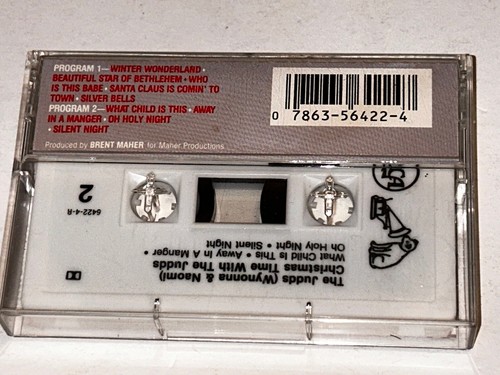 PROGRAM 1—WINTER WONDERLAND •
BEAUTIFUL STAR OF BETHLEHEM • WHO
IS THIS BABE • SANTA CLAUS IS COMIN' TO
TOWN • SILVER BELLS
PROGRAM 2—WHAT CHILD IS THIS • AWAY
IN A MANGER • OH HOLY NIGHT
• SILENT NIGHT
Produced by BRENT MAHER for Maher Productions
0 7863-56422-4
The Judds (Wynonna & Naomi)
Christmas Time With The Judds
What Child Is This • Away In A Manger •
Oh Holy Night • Silent Night
2
6422-4-R